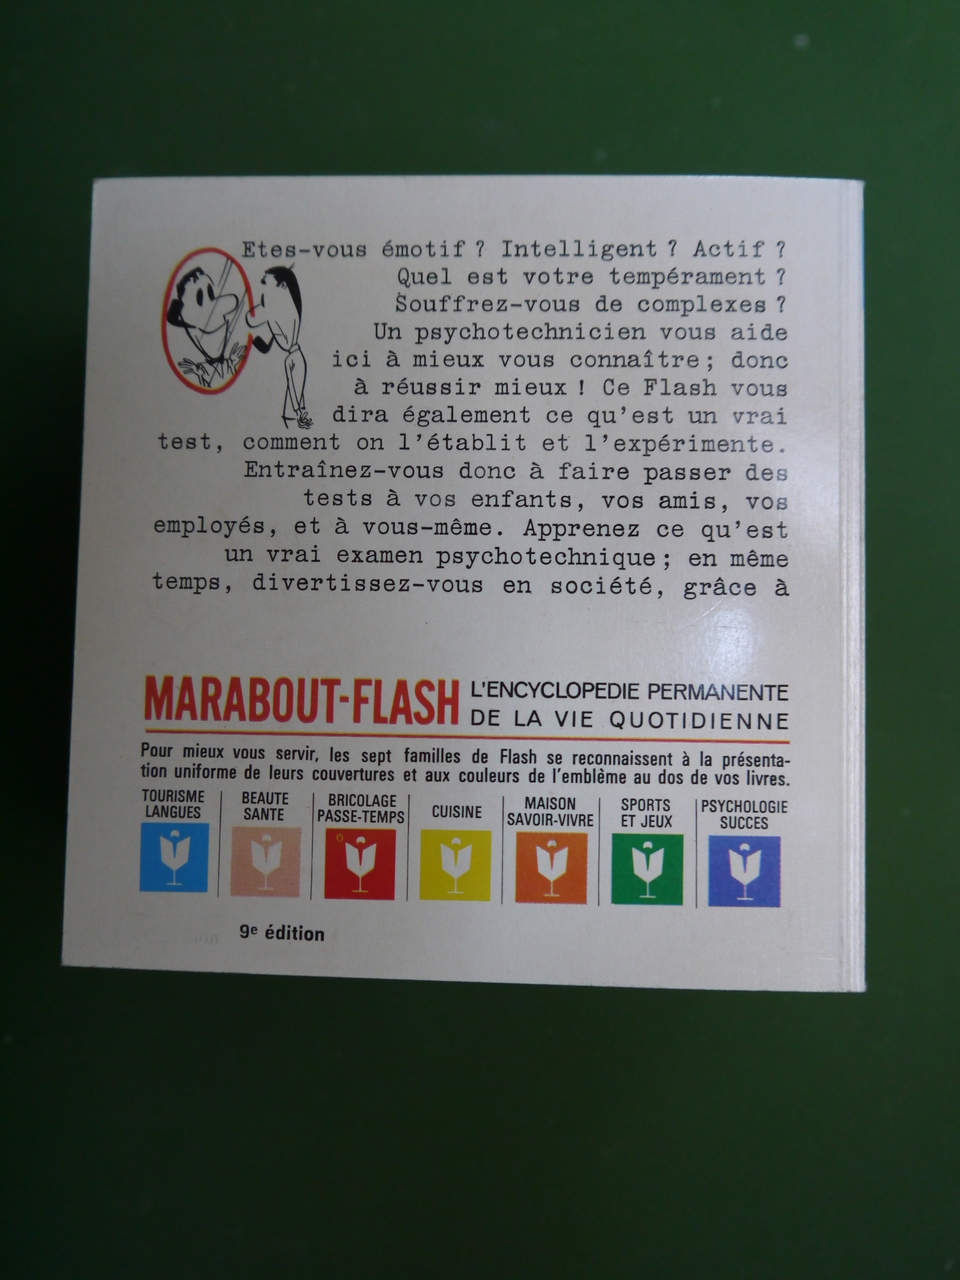 Etes-vous émotif ? Intelligent ? Actif ?
Quel est votre tempérament ?
Souffrez-vous de complexes ?
Un psychotechnicien vous aide
ici à mieux vous connaître ; donc
à réussir mieux ! Ce Flash vous
dira également ce qu'est un vrai
test, comment on l'établit et l'expérimente.
Entraînez-vous donc à faire passer des
tests à vos enfants, vos amis, vos
employés, et à vous-même. Apprenez ce qu'est
un vrai examen psychotechnique ; en même
temps, divertissez-vous en société, grâce à
MARABOUT-FLASH L'ENCYCLOPEDIE PERMANENTE
DE LA VIE QUOTIDIENNE
Pour mieux vous servir, les sept familles de Flash se reconnaissent à la présenta-
tion uniforme de leurs couvertures et aux couleurs de l'emblème au dos de vos livres.
TOURISME
LANGUES
BEAUTE
SANTE
BRICOLAGE
PASSE-TEMPS
CUISINE
MAISON
SAVOIR-VIVRE
SPORTS
ET JEUX
PSYCHOLOGIE
SUCCES
9e édition